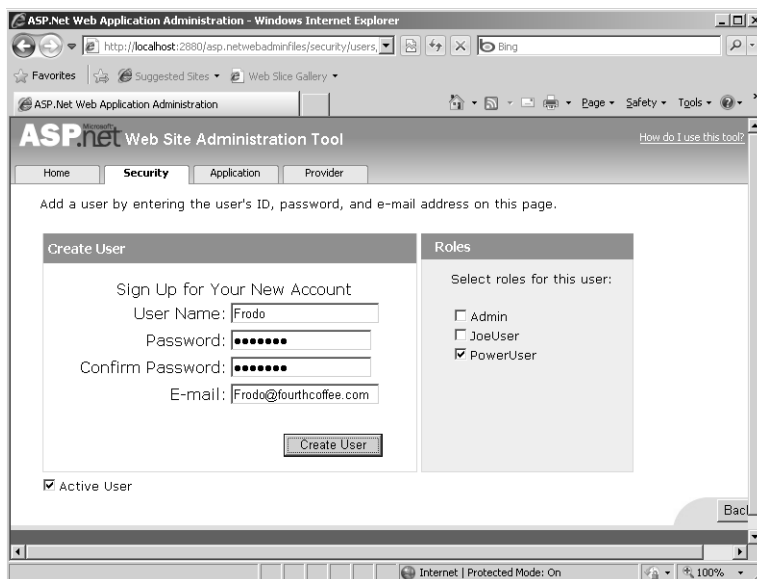 ASP.Net Web Application Administration - Windows Internet Explorer
http://localhost:2880/asp.netwebadminfiles/security/users,
Bing
Favorites
Suggested Sites
Web Slice Gallery
ASP.Net Web Application Administration
Page
Safety
Tools
Microsoft
ASP.net Web Site Administration Tool
How do I use this tool?
Home
Security
Application
Provider
Add a user by entering the user's ID, password, and e-mail address on this page.
Create User
Roles
Sign Up for Your New Account
Select roles for this user:
User Name: Frodo
Admin
Password: •••••••
JoeUser
PowerUser
Confirm Password: •••••••
E-mail: Frodo@fourthcoffee.com
Create User
Active User
Internet | Protected Mode: On
100%